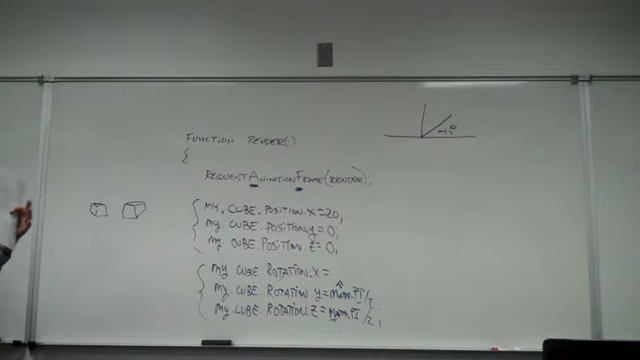 FUNCTION RENDER()
{
REQUESTANIMATIONFRAME(RENDER);
my.CUBE.POSITION.X=20;
my.CUBE.POSITION.y=0;
my CUBE.POSITION.Z=0;
my CUBE ROTATION.X=
my.CUBE ROTATION y=MATH.PI/2
my.CUBE ROTATION.Z=MATH.PI/2;